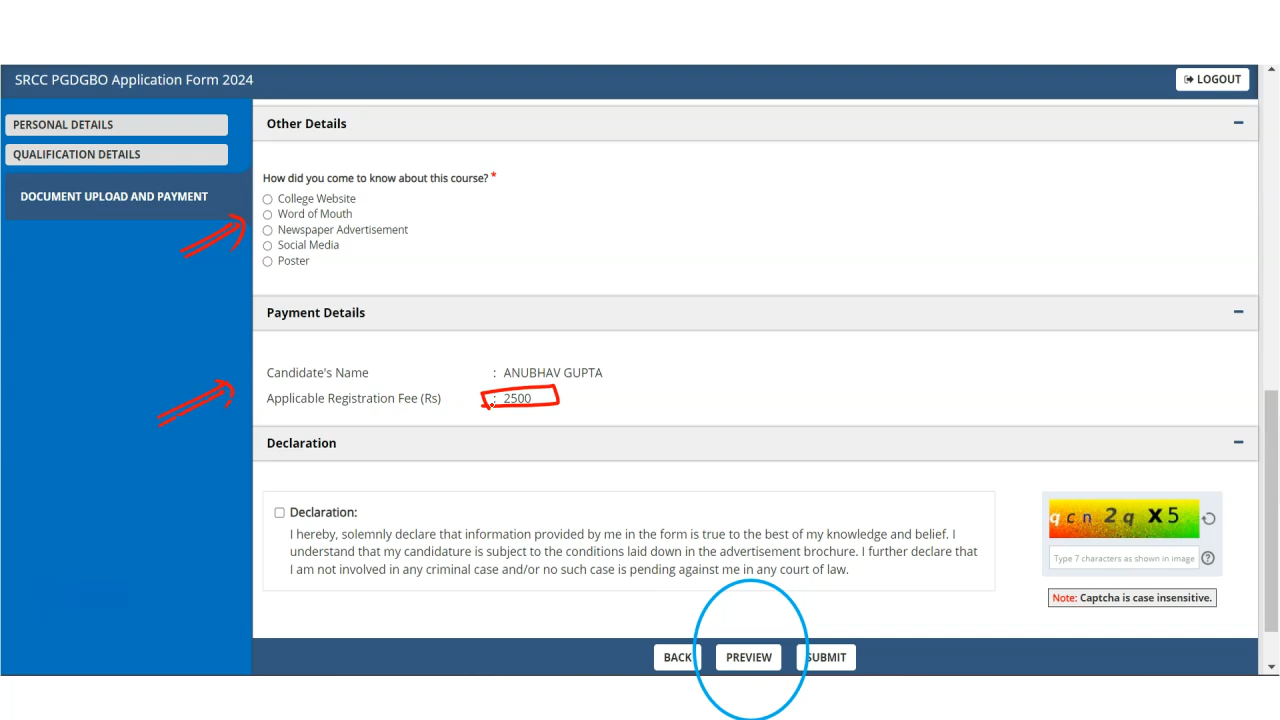 SRCC PGDGBO Application Form 2024
LOGOUT
PERSONAL DETAILS
QUALIFICATION DETAILS
DOCUMENT UPLOAD AND PAYMENT
Other Details
How did you come to know about this course? *
College Website
Word of Mouth
Newspaper Advertisement
Social Media
Poster
Payment Details
Candidate's Name : ANUBHAV GUPTA
Applicable Registration Fee (Rs) : 2500
Declaration
Declaration:
I hereby, solemnly declare that information provided by me in the form is true to the best of my knowledge and belief. I
understand that my candidature is subject to the conditions laid down in the advertisement brochure. I further declare that
I am not involved in any criminal case and/or no such case is pending against me in any court of law.
qcn2qx5
Type 7 characters as shown in image
Note: Captcha is case insensitive.
BACK
PREVIEW
SUBMIT